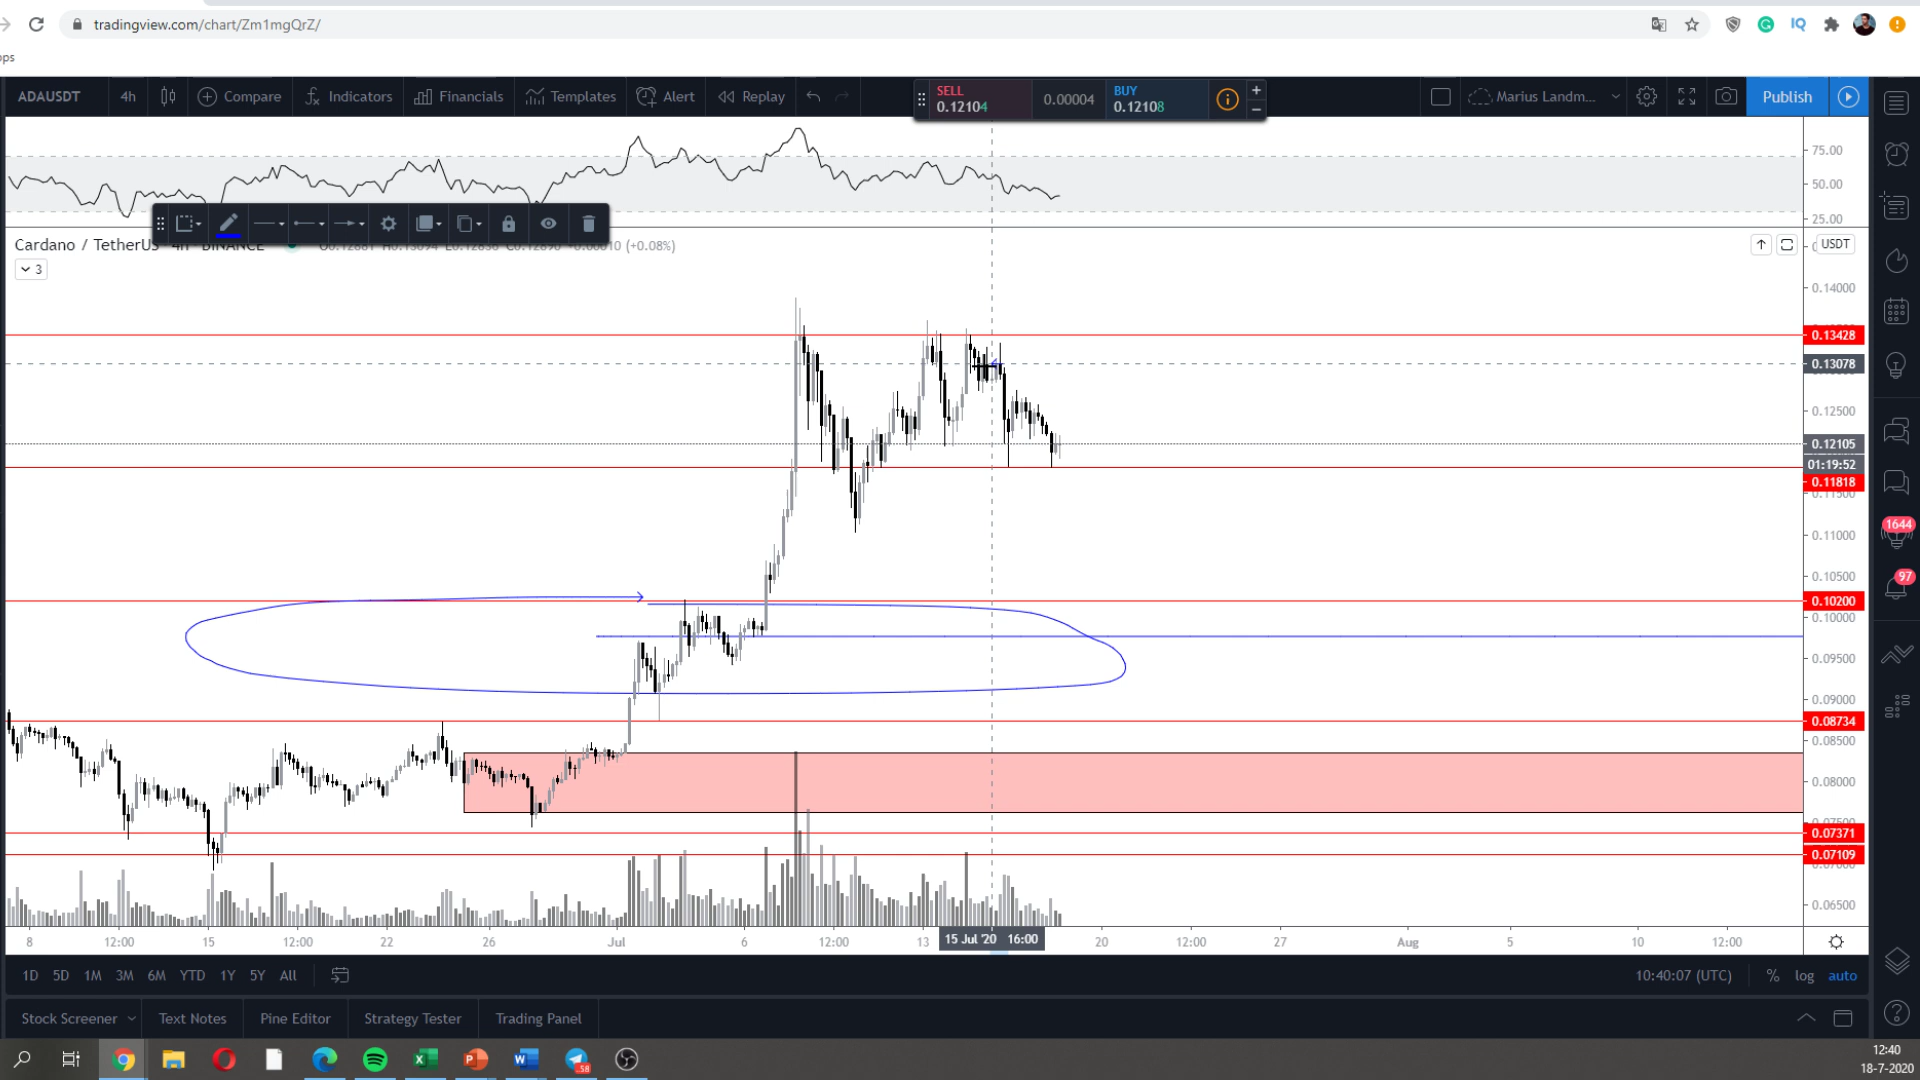 tradingview.com/chart/Zm1mgQrZ/
IQ
ps
ADAUSDT 4h Compare Indicators Financials Templates Alert Replay
SELL
0.12104
0.00004
BUY
0.12108
Marius Landm...
Publish
75.00
50.00
25.00
Cardano / TetherUS 4h BINANCE (+0.08%)
USDT
3
0.14000
0.13428
0.13078
0.12500
0.12105
01:19:52
0.11818
0.11500
0.11000
0.10500
0.10200
0.10000
0.09500
0.09000
0.08734
0.08500
0.08000
0.07371
0.07109
0.06500
1644
97
8 12:00 15 12:00 22 26 Jul 6 12:00 13 15 Jul '20 16:00 20 12:00 27 Aug 5 10 12:00
1D 5D 1M 3M 6M YTD 1Y 5Y All
10:40:07 (UTC) % log auto
Stock Screener Text Notes Pine Editor Strategy Tester Trading Panel
58
12:40
18-7-2020